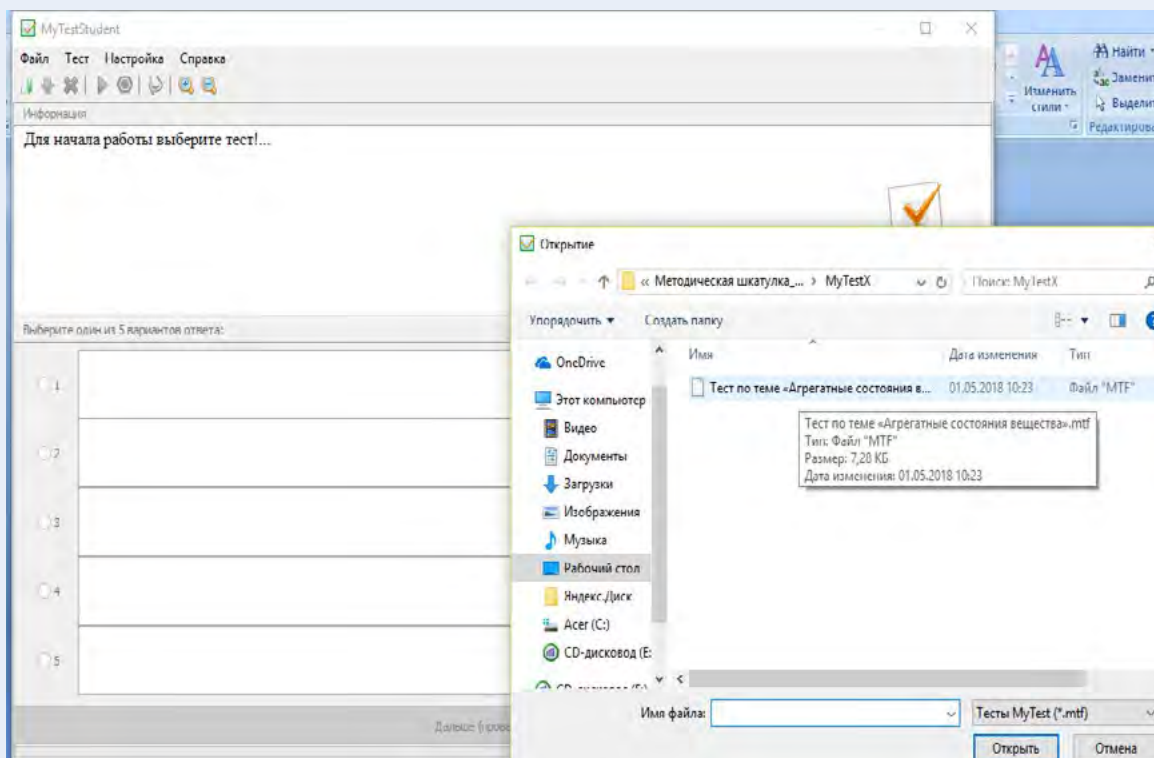 MyTestStudent
Файл Тест Настройка Справка
Информация
Для начала работы выберите тест!...
Выберите один из 5 вариантов ответа:
1
2
3
4
5
Дальше
Изменить
стили
Найти
Выделит
Открытие
« Методическая шкатулка_... › MyTestX
Поиск: MyTestX
Упорядочить
Создать папку
Имя
Дата изменения
Тип
OneDrive
Этот компьютер
Видео
Документы
Загрузки
Изображения
Музыка
Рабочий стол
Яндекс.Диск
Acer (C:)
CD-дисковод (E:
Тест по теме «Агрегатные состояния в... 01.05.2018 10:23 Файл "MTF"
Тест по теме «Агрегатные состояния вещества».mtf
Тип: Файл "MTF"
Размер: 7,20 КБ
Дата изменения: 01.05.2018 10:23
Имя файла:
Тесты MyTest (*.mtf)
Открыть Отмена